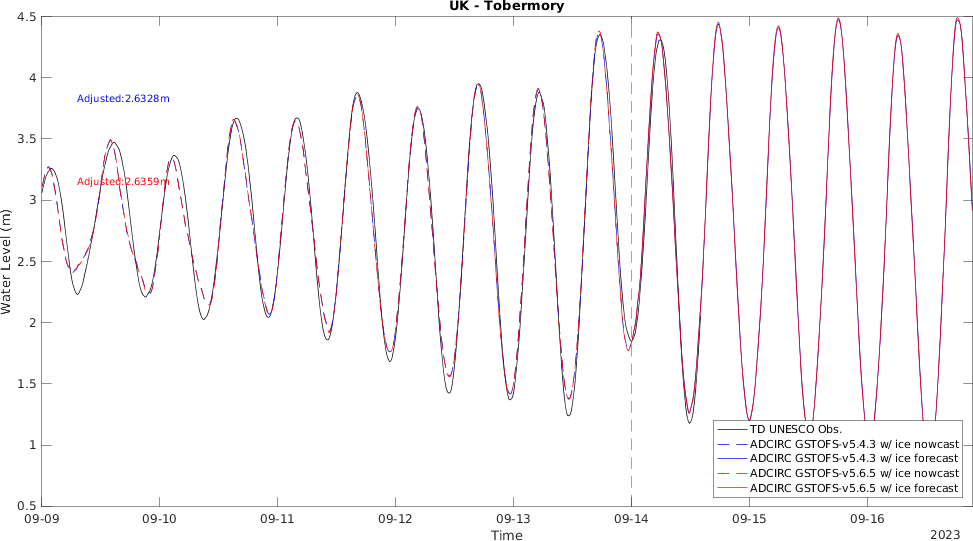 UK - Tobermory
4.5
4
3.5
3
2.5
2
1.5
1
0.5
Water Level (m)
Adjusted:2.6328m
Adjusted:2.6359m
TD UNESCO Obs.
ADCIRC GSTOFS-v5.4.3 w/ ice nowcast
ADCIRC GSTOFS-v5.4.3 w/ ice forecast
ADCIRC GSTOFS-v5.6.5 w/ ice nowcast
ADCIRC GSTOFS-v5.6.5 w/ ice forecast
09-09 09-10 09-11 09-12 09-13 09-14 09-15 09-16
Time
2023